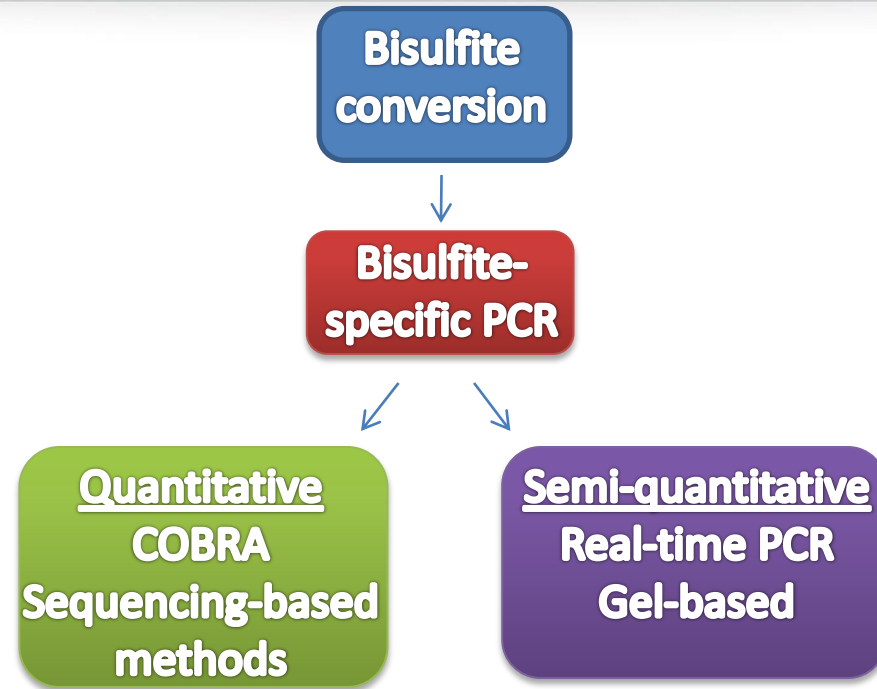 Bisulfite
conversion
Bisulfite-
specific PCR
Quantitative
COBRA
Sequencing-based
methods
Semi-quantitative
Real-time PCR
Gel-based